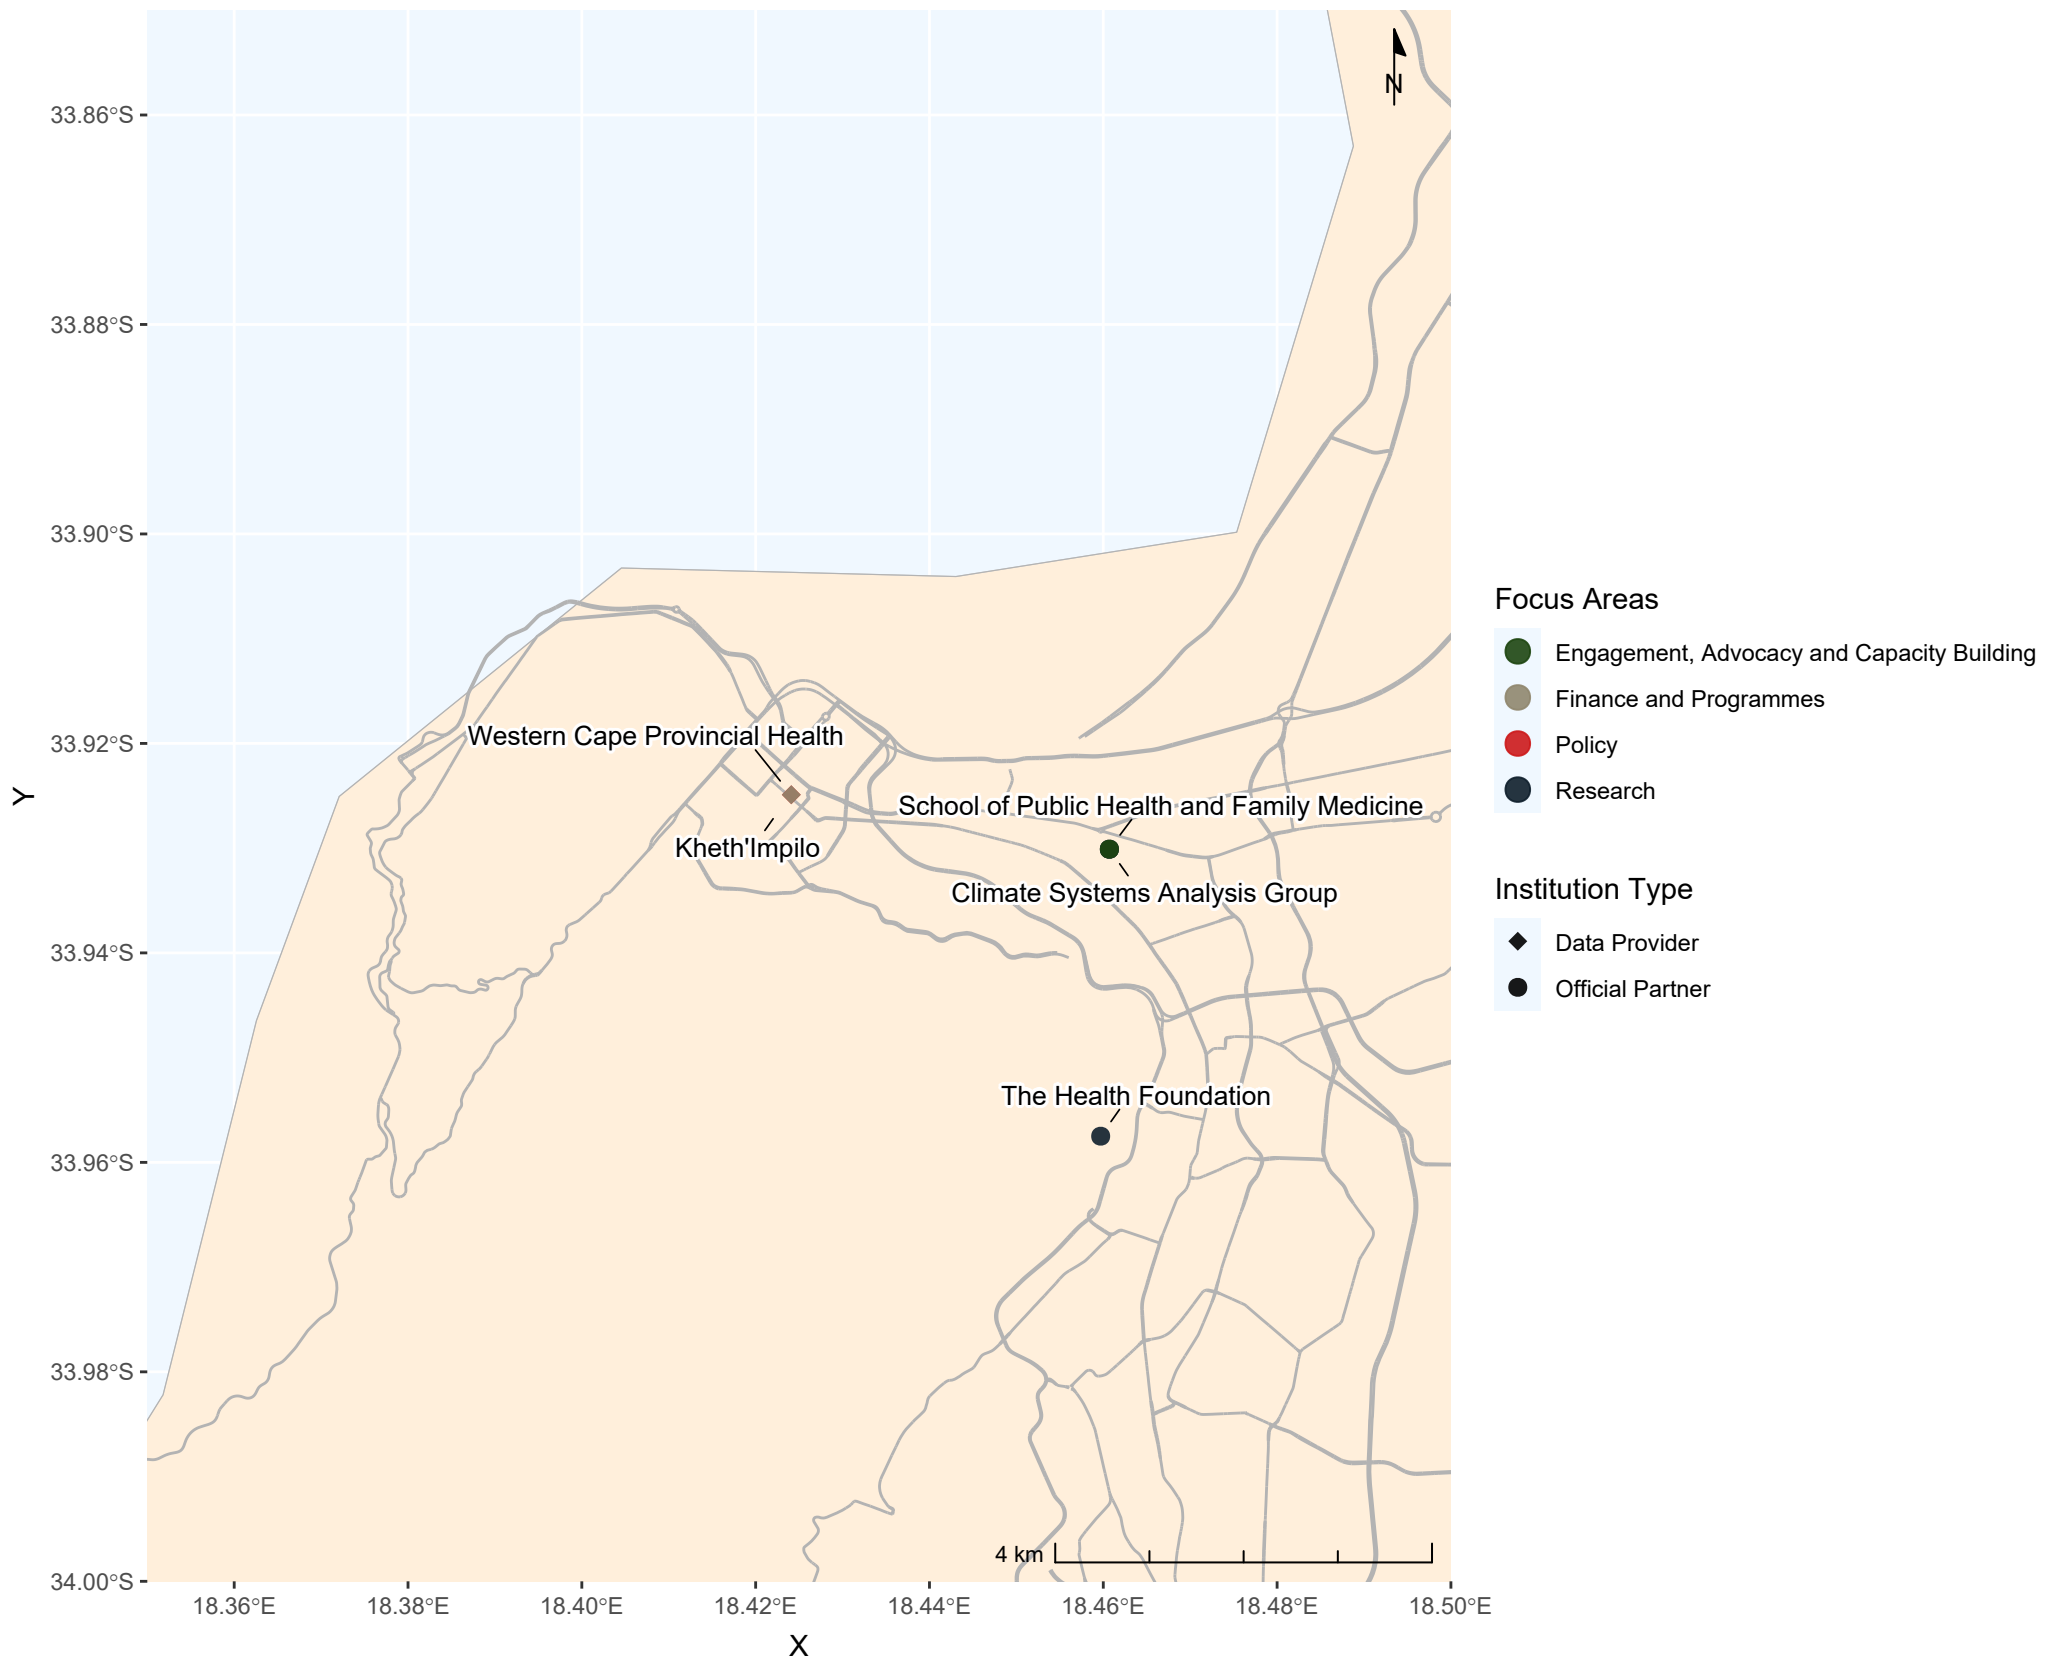 N
33.86°S
33.88°S
33.90°S
33.92°S
33.94°S
33.96°S
33.98°S
34.00°S
Y
Western Cape Provincial Health
Kheth'Impilo
School of Public Health and Family Medicine
Climate Systems Analysis Group
The Health Foundation
4 km
18.36°E
18.38°E
18.40°E
18.42°E
18.44°E
18.46°E
18.48°E
18.50°E
X
Focus Areas
Engagement, Advocacy and Capacity Building
Finance and Programmes
Policy
Research
Institution Type
Data Provider
Official Partner